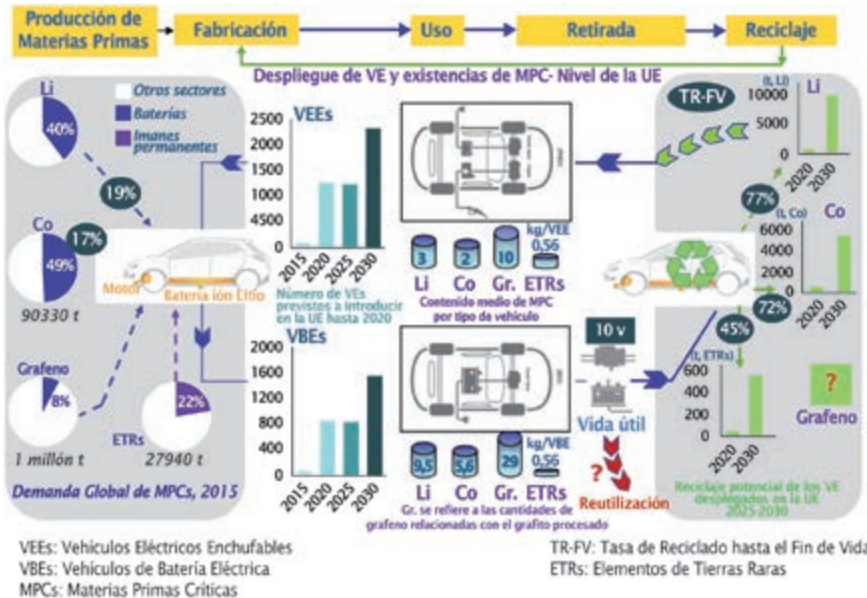 Producción de
Materias Primas
Fabricación
Uso
Retirada
Reciclaje
Despliegue de VE y existencias de MPC- Nivel de la UE
Li
40%
Otros sectores
Baterías
Imanes
permanentes
19%
Co
17%
49%
90330 t
Motor
Batería ión Litio
Grafeno
8%
1 millón t
ETRs
22%
27940 t
Demanda Global de MPCs, 2015
VEEs
2500
2000
1500
1000
4500
0
2015
2020
2025
2030
Número de VEs
previstos a introducir
en la UE hasta 2020
VBEs
2000
1600
1200
800
400
0
2015
2020
2025
2030
kg/VEE
3
2
10
0,56
Li
Co
Gr.
ETRs
Contenido medio de MPC
por tipo de vehículo
kg/VBE
9,5
5,6
29
0,56
Li
Co
Gr.
ETRs
Gr. se refiere a las cantidades de
grafeno relacionadas con el grafito procesado
10 v
Vida útil
?
Reutilización
TR-FV
(t, Li)
10000
5000
0
2020
2030
Li
77%
(t, Co)
6000
4000
2000
0
2020
2030
Co
72%
45%
(t, ETRs)
600
400
200
0
2020
2030
?
Grafeno
Reciclaje potencial de los VE
desplegados en la UE
2025-2030
VEEs: Vehículos Eléctricos Enchufables
VBEs: Vehículos de Batería Eléctrica
MPCs: Materias Primas Críticas
TR-FV: Tasa de Reciclado hasta el Fin de Vida
ETRs: Elementos de Tierras Raras